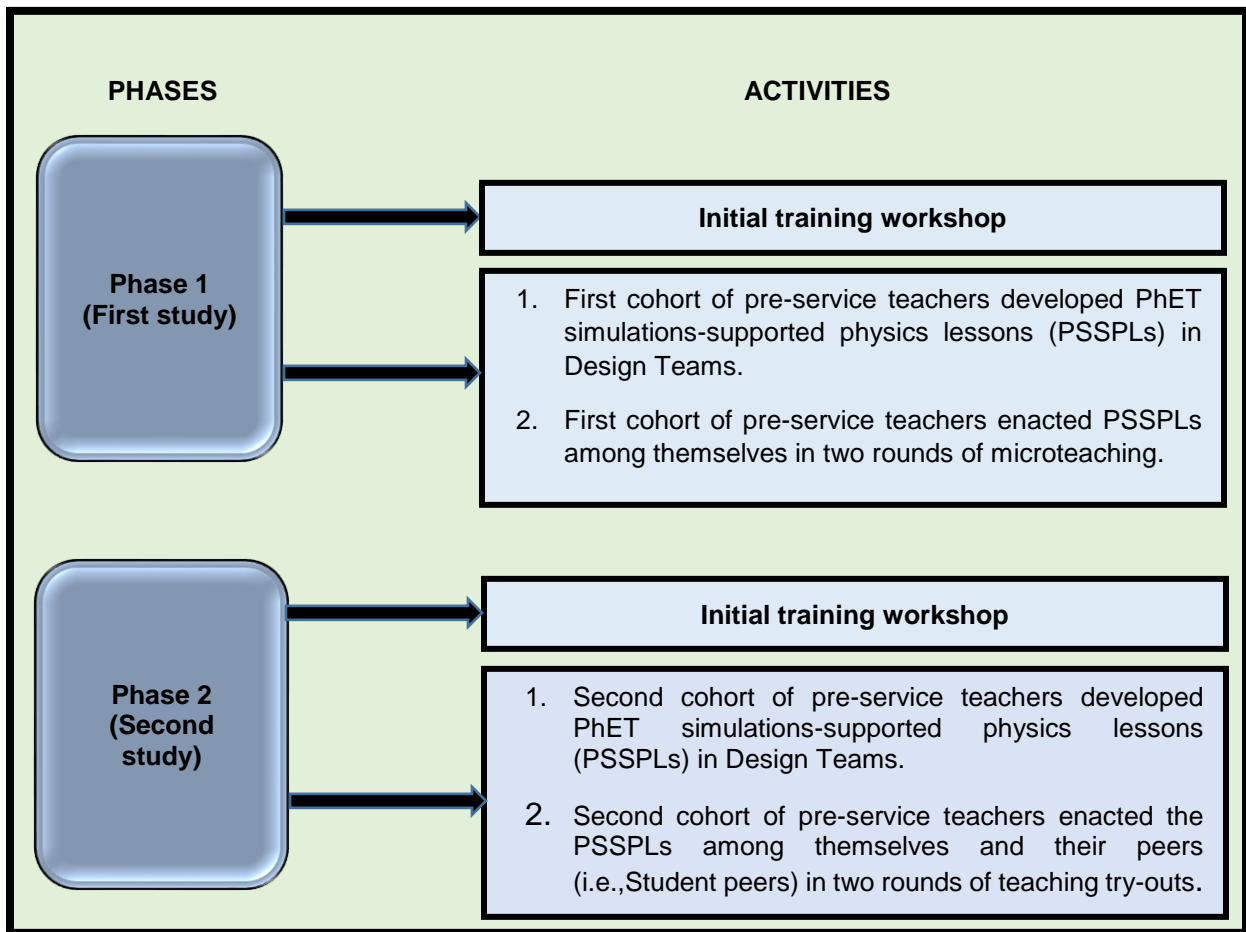 PHASES
ACTIVITIES
Phase 1
(First study)
Initial training workshop
1. First cohort of pre-service teachers developed PhET
simulations-supported physics lessons (PSSPLs) in
Design Teams.
2. First cohort of pre-service teachers enacted PSSPLs
among themselves in two rounds of microteaching.
Phase 2
(Second
study)
Initial training workshop
1. Second cohort of pre-service teachers developed
PhET simulations-supported physics lessons
(PSSPLs) in Design Teams.
2. Second cohort of pre-service teachers enacted the
PSSPLs among themselves and their peers
(i.e.,Student peers) in two rounds of teaching try-outs.